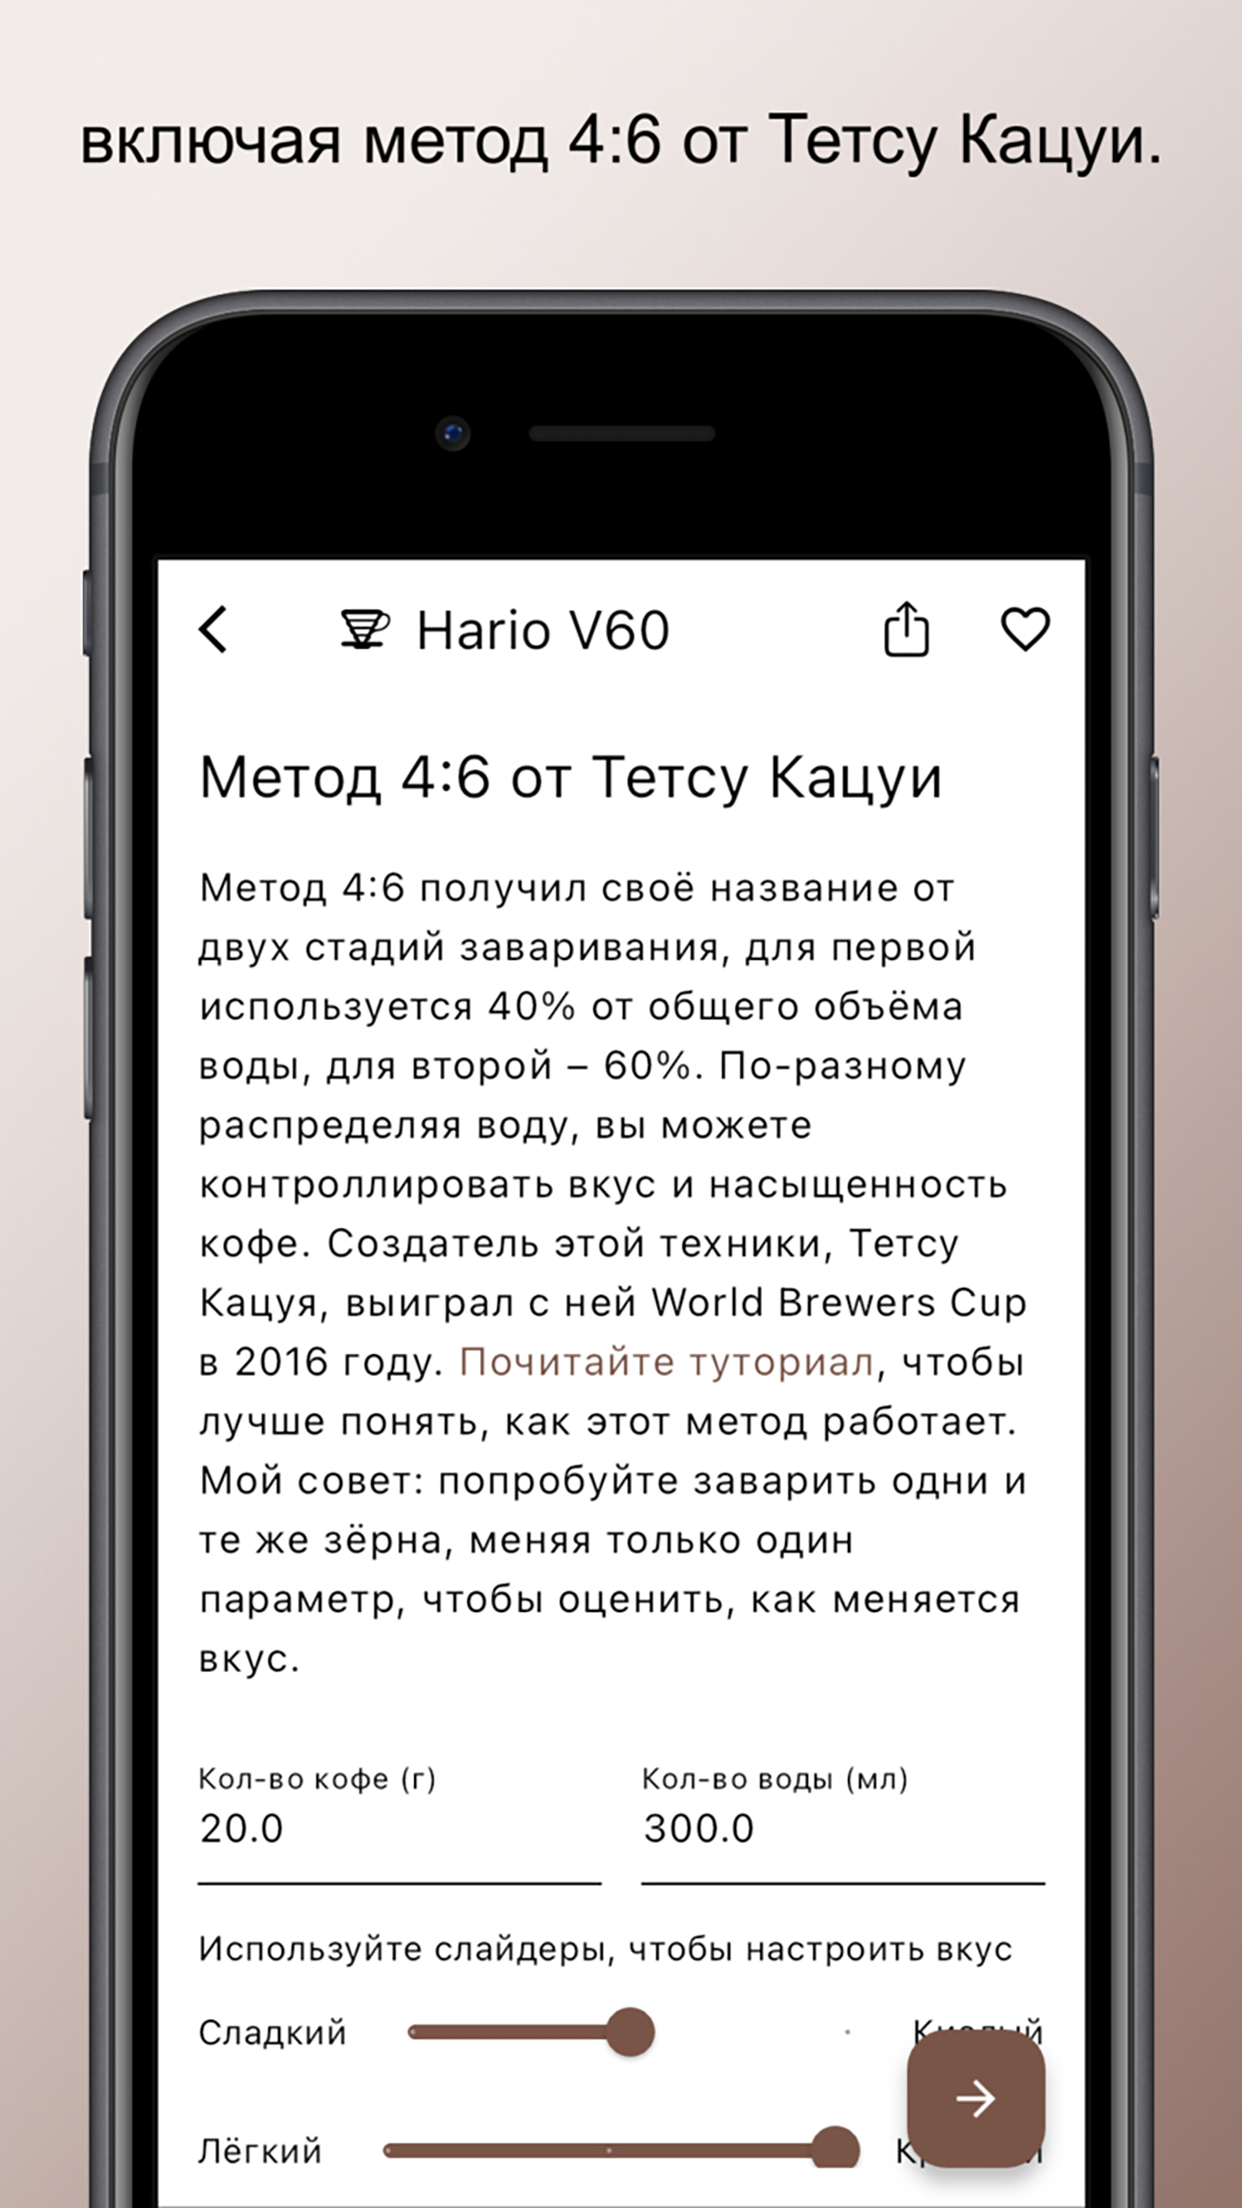 включая метод 4:6 от Тетсу Кацуи.
Hario V60
Метод 4:6 от Тетсу Кацуи
Метод 4:6 получил своё название от
двух стадий заваривания, для первой
используется 40% от общего объёма
воды, для второй – 60%. По-разному
распределяя воду, вы можете
контроллировать вкус и насыщенность
кофе. Создатель этой техники, Тетсу
Кацуя, выиграл с ней World Brewers Cup
в 2016 году. Почитайте туториал, чтобы
лучше понять, как этот метод работает.
Мой совет: попробуйте заварить одни и
те же зёрна, меняя только один
параметр, чтобы оценить, как меняется
вкус.
Кол-во кофе (г) Кол-во воды (мл)
20.0 300.0
Используйте слайдеры, чтобы настроить вкус
Сладкий Кислый
Лёгкий